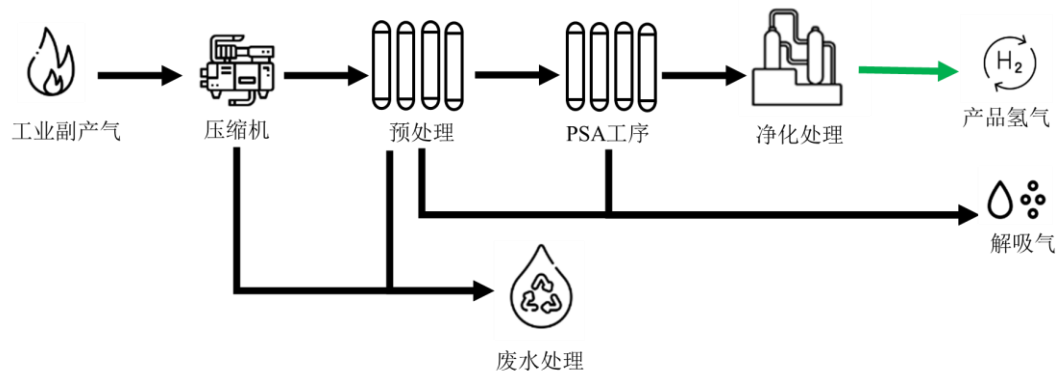 H2
工业副产气
压缩机
预处理
PSA工序
净化处理
产品氢气
解吸气
废水处理